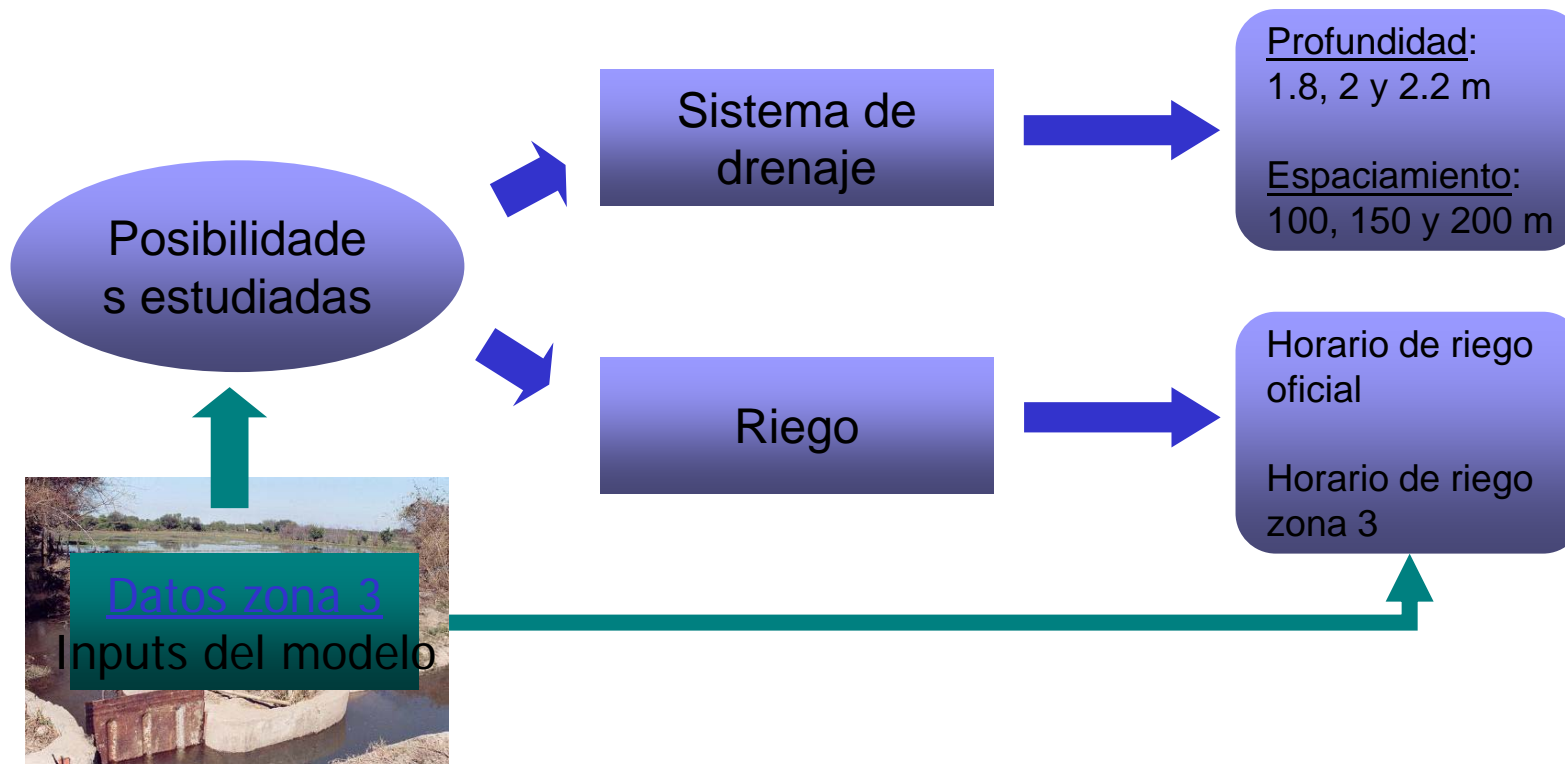 Posibilidade
s estudiadas
Sistema de
drenaje
Profundidad:
1.8, 2 y 2.2 m
Espaciamiento:
100, 150 y 200 m
Riego
Horario de riego
oficial
Horario de riego
zona 3
Datos zona 3
Inputs del modelo